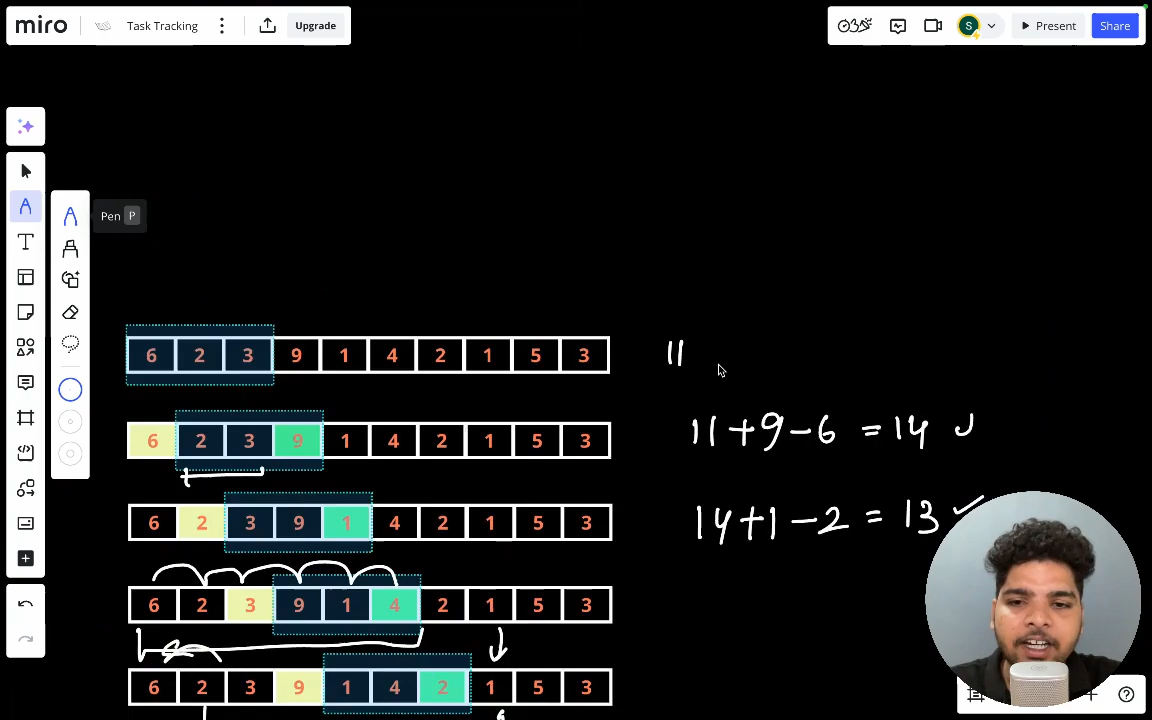 miro Task Tracking Upgrade
S Present Share
Pen P
6 2 3 9 1 4 2 1 5 3 11
6 2 3 9 1 4 2 1 5 3 11+9-6 =14 ✓
6 2 3 9 1 4 2 1 5 3 14+1-2 = 13 ✓
6 2 3 9 1 4 2 1 5 3
6 2 3 9 1 4 2 1 5 3